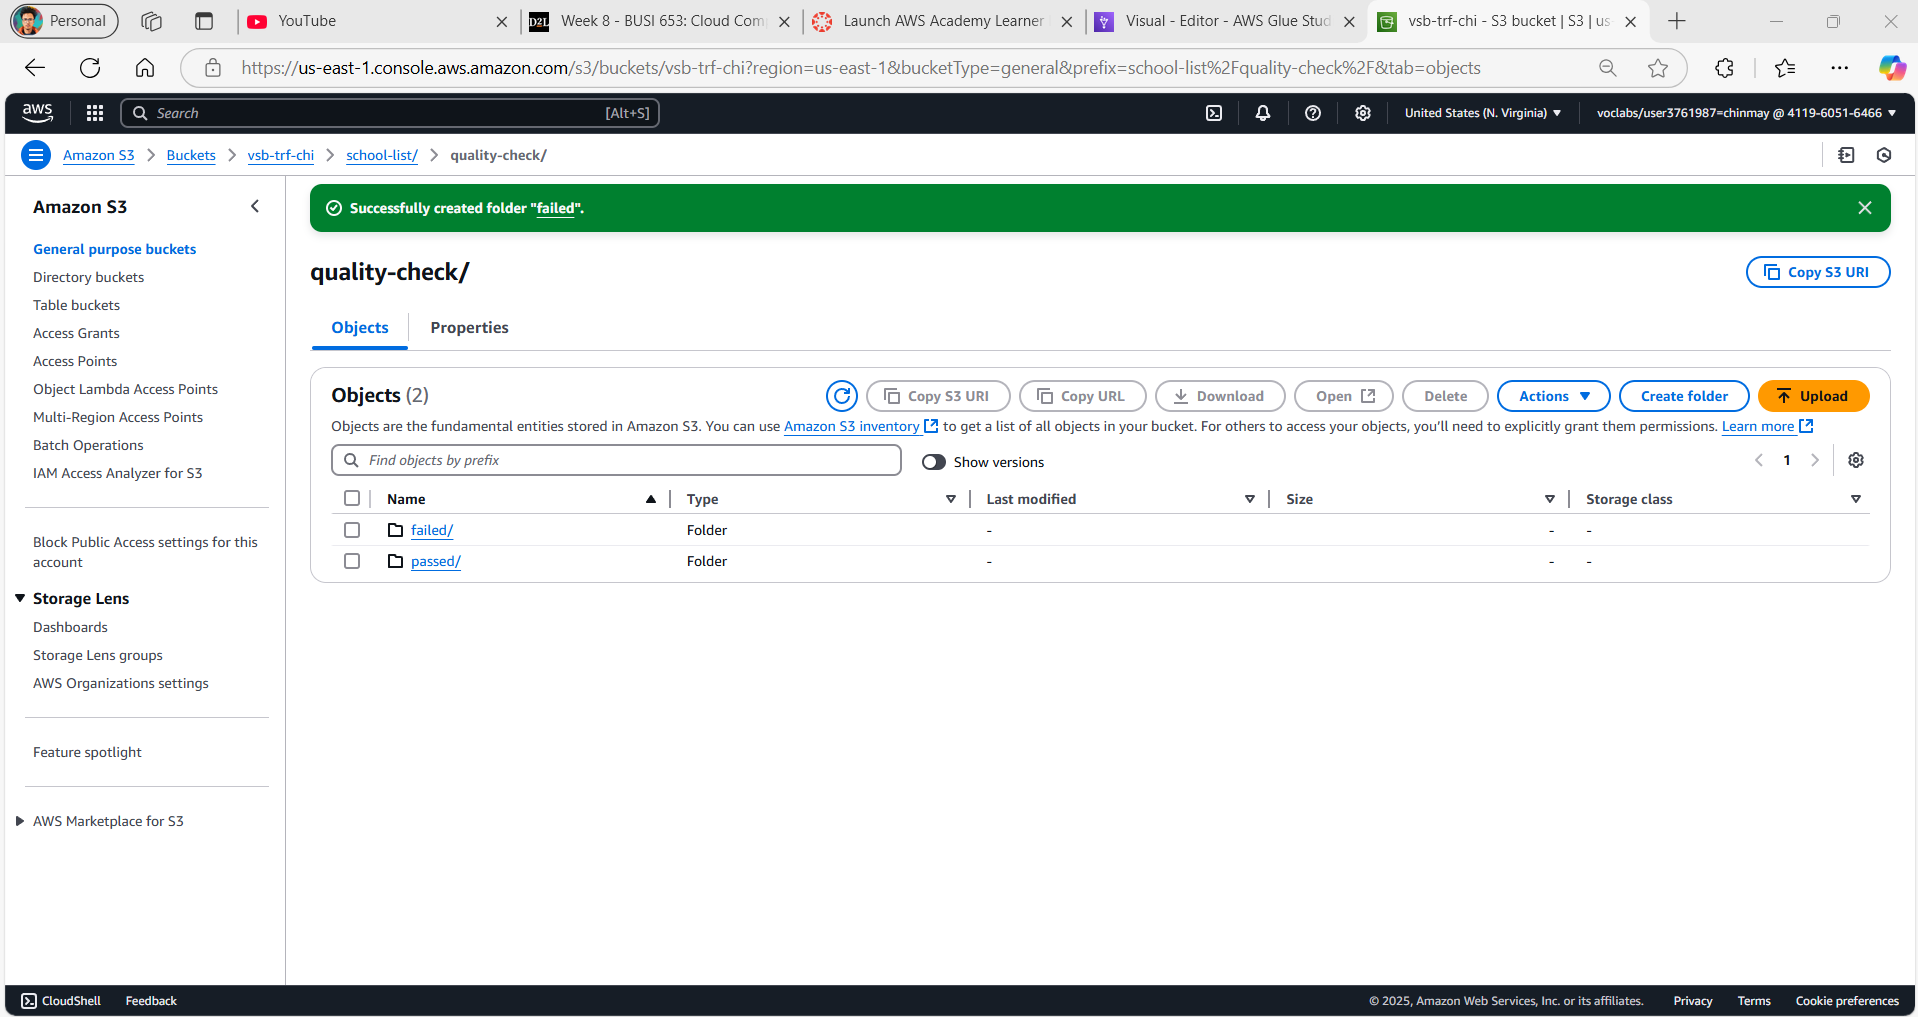 Personal
YouTube
D2L Week 8 - BUSI 653: Cloud Com
Launch AWS Academy Learner
Visual - Editor - AWS Glue Stud
vsb-trf-chi - S3 bucket | S3 | us-
https://us-east-1.console.aws.amazon.com/s3/buckets/vsb-trf-chi?region=us-east-1&bucketType=general&prefix=school-list%2Fquality-check%2F&tab=objects
aws
Search [Alt+S]
United States (N. Virginia)
voclabs/user3761987=chinmay @ 4119-6051-6466
Amazon S3 > Buckets > vsb-trf-chi > school-list/ > quality-check/
Amazon S3
General purpose buckets
Directory buckets
Table buckets
Access Grants
Access Points
Object Lambda Access Points
Multi-Region Access Points
Batch Operations
IAM Access Analyzer for S3
Block Public Access settings for this
account
Storage Lens
Dashboards
Storage Lens groups
AWS Organizations settings
Feature spotlight
AWS Marketplace for S3
Successfully created folder "failed".
quality-check/
Copy S3 URI
Objects Properties
Objects (2)
Copy S3 URI Copy URL Download Open Delete Actions Create folder Upload
Objects are the fundamental entities stored in Amazon S3. You can use Amazon S3 inventory to get a list of all objects in your bucket. For others to access your objects, you'll need to explicitly grant them permissions. Learn more
Find objects by prefix
Show versions
1
Name Type Last modified Size Storage class
failed/ Folder - - -
passed/ Folder - - -
CloudShell Feedback
© 2025, Amazon Web Services, Inc. or its affiliates. Privacy Terms Cookie preferences